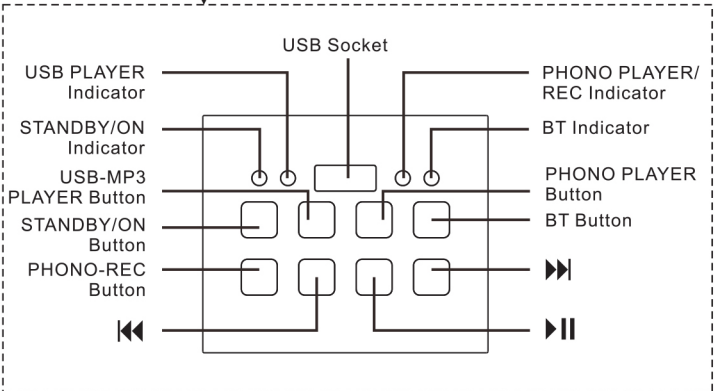 USB Socket
USB PLAYER
Indicator
STANDBY/ON
Indicator
USB-MP3
PLAYER Button
STANDBY/ON
Button
PHONO-REC
Button
PHONO PLAYER/
REC Indicator
BT Indicator
PHONO PLAYER
Button
BT Button